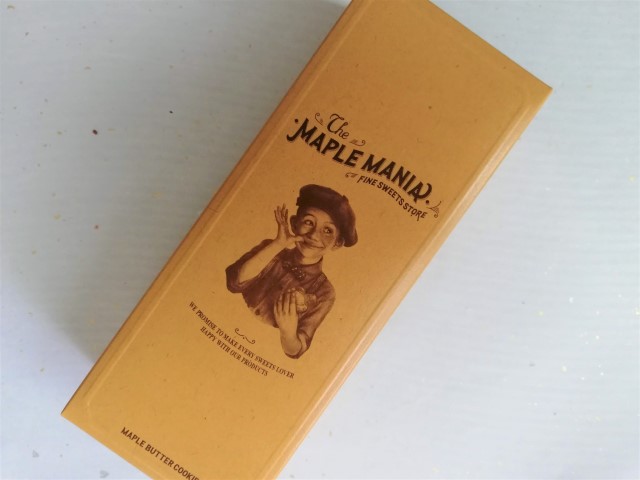 The
MAPLE MANIA
FINE SWEETS STORE
WE PROMISE TO MAKE EVERY SWEETS LOVER
HAPPY WITH OUR PRODUCTS
MAPLE BUTTER COOKIE